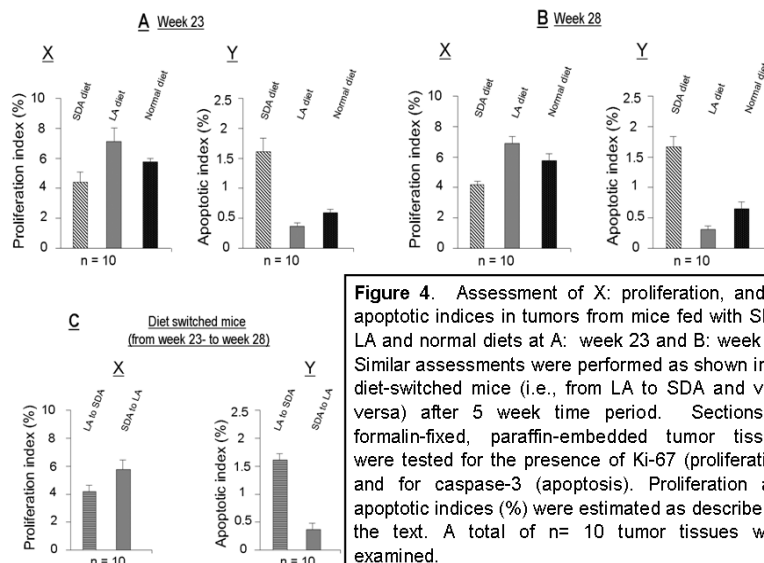 A Week 23
X
Y
SDA diet
LA diet
Normal diet
SDA diet
LA diet
Normal diet
Proliferation index (%)
10
8
6
4
2
0
n = 10
Apoptotic index (%)
2.5
2
1.5
1
0.5
0
n = 10
B Week 28
X
Y
SDA diet
LA diet
Normal diet
SDA diet
LA diet
Normal diet
Proliferation index (%)
10
8
6
4
2
0
n = 10
Apoptotic index (%)
2.5
2
1.5
1
0.5
0
n = 10
C Diet switched mice
(from week 23- to week 28)
X
Y
LA to SDA
SDA to LA
LA to SDA
SDA to LA
Proliferation index (%)
10
8
6
4
2
0
n = 10
Apoptotic index (%)
2.5
2
1.5
1
0.5
0
n = 10
Figure 4. Assessment of X: proliferation, and
apoptotic indices in tumors from mice fed with
LA and normal diets at A: week 23 and B: week
Similar assessments were performed as shown in
diet-switched mice (i.e., from LA to SDA and
versa) after 5 week time period. Sections
formalin-fixed, paraffin-embedded tumor
were tested for the presence of Ki-67
and for caspase-3 (apoptosis). Proliferation
apoptotic indices (%) were estimated as
the text. A total of n= 10 tumor tissues
examined.